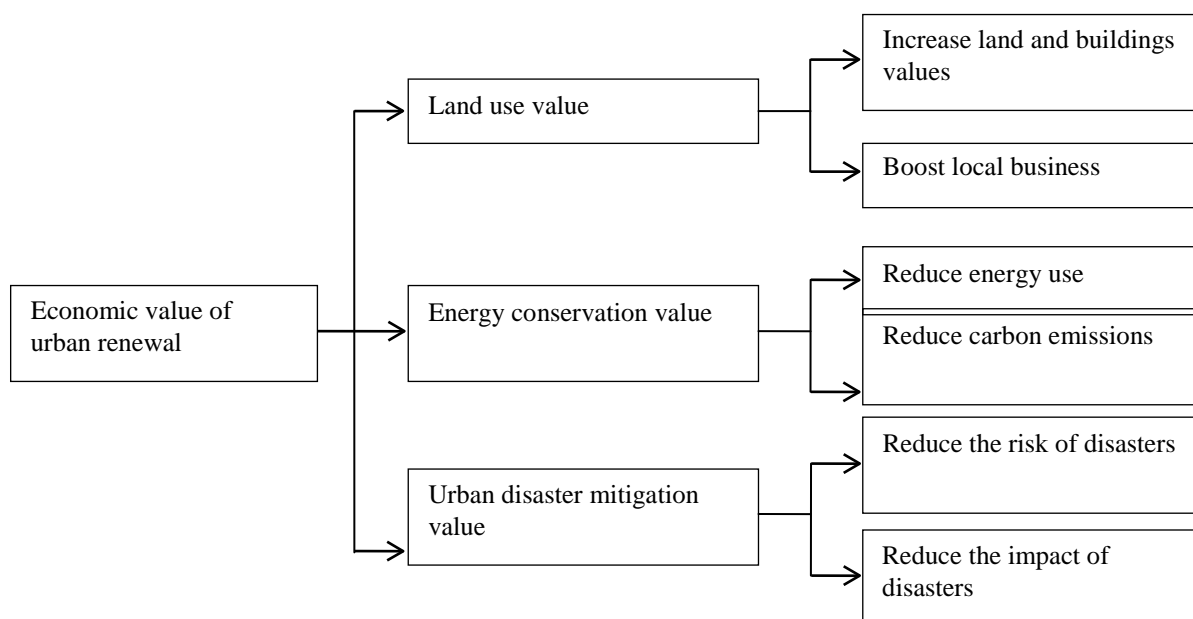 Economic value of
urban renewal
Land use value
Energy conservation value
Urban disaster mitigation
value
Increase land and buildings
values
Boost local business
Reduce energy use
Reduce carbon emissions
Reduce the risk of disasters
Reduce the impact of
disasters